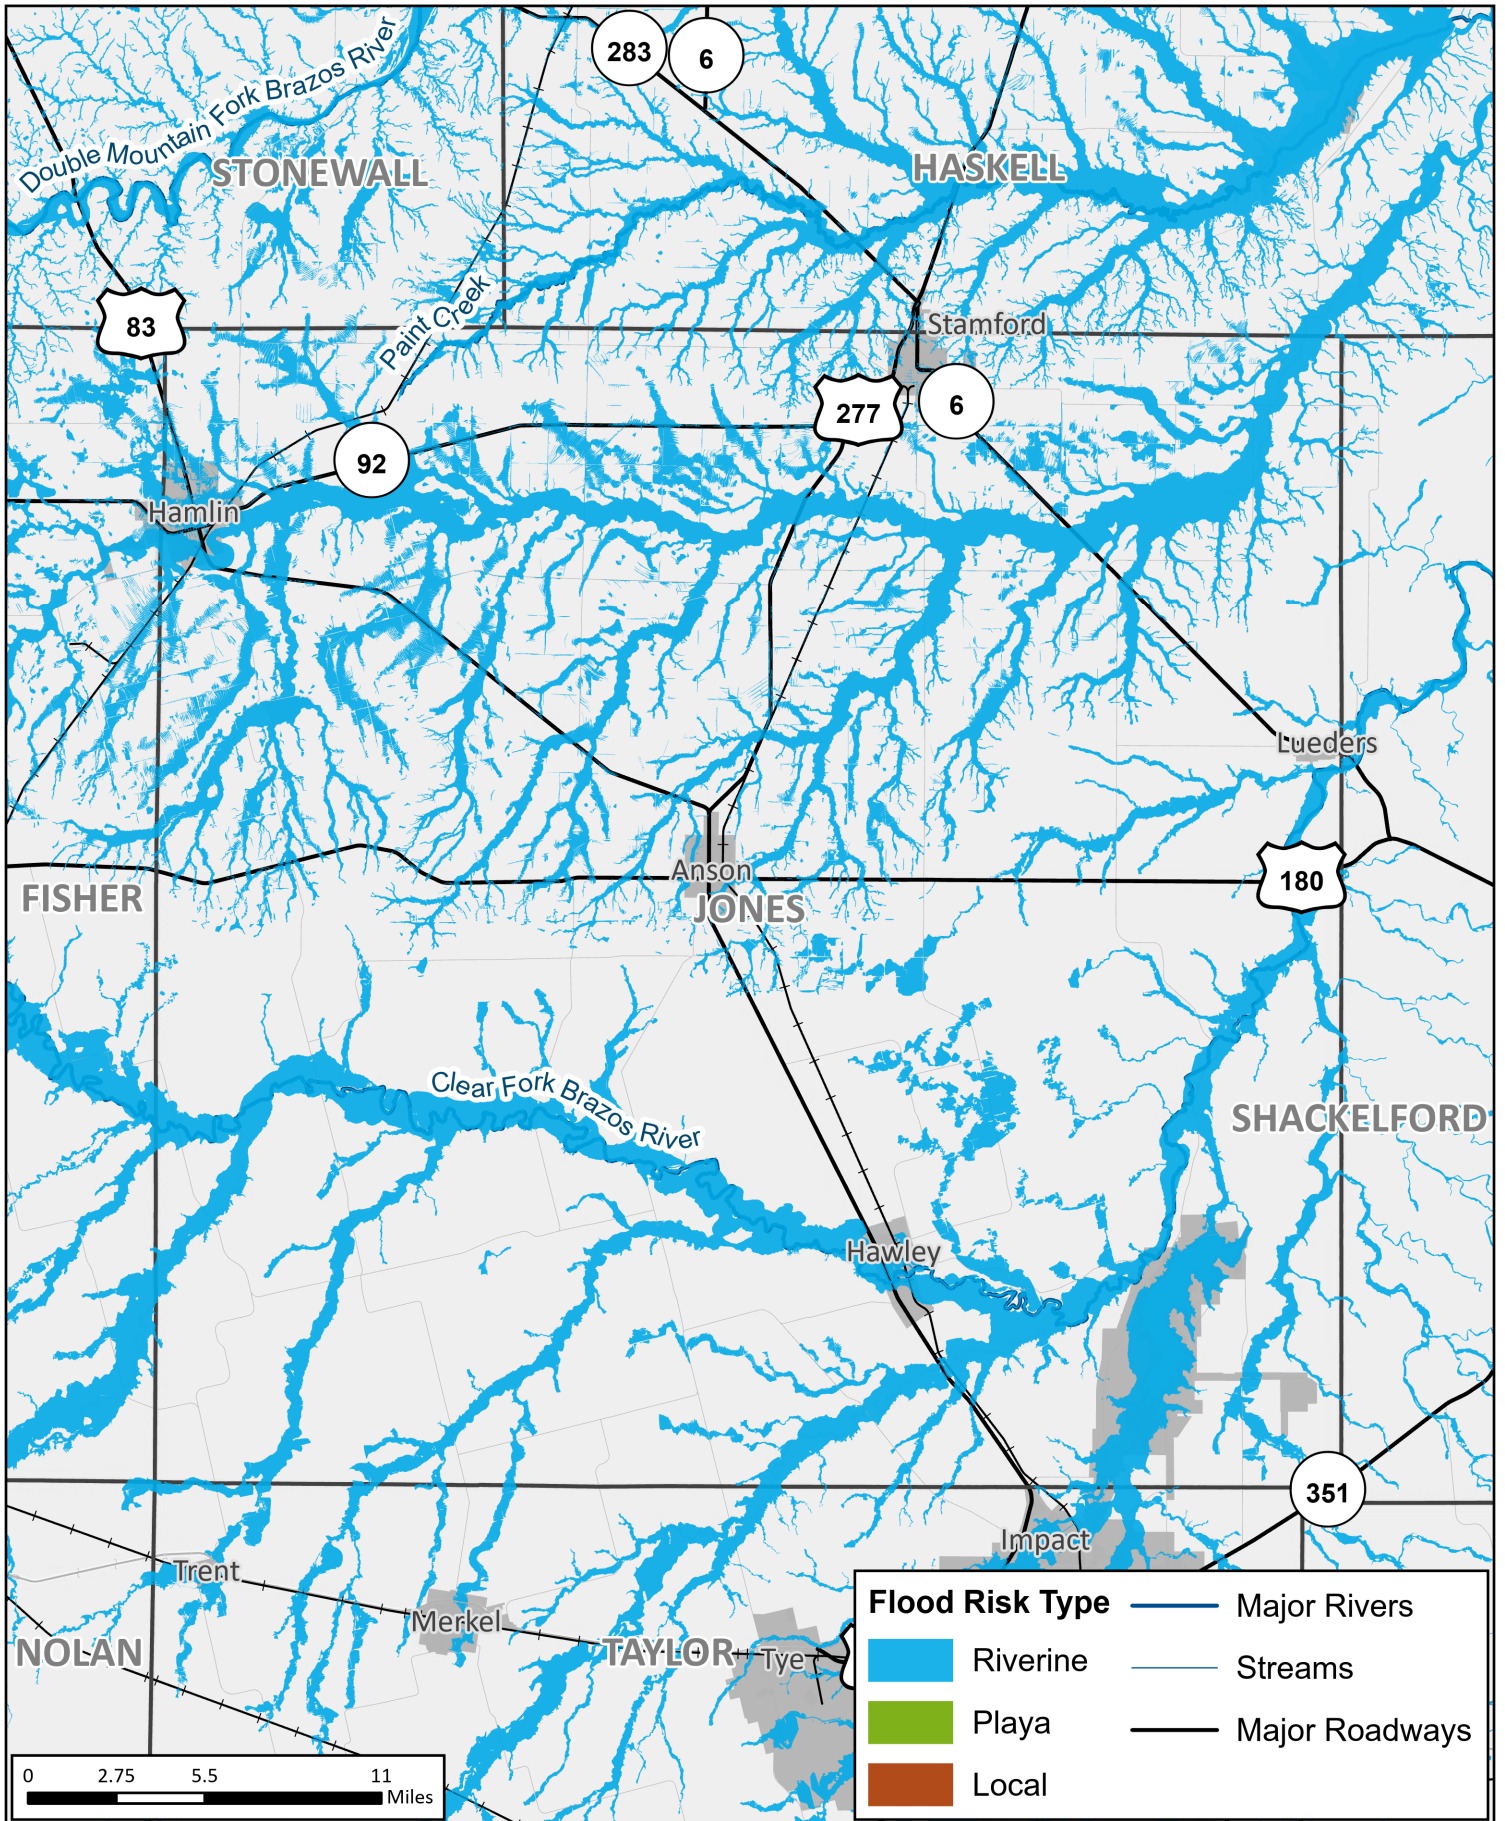 283
6
Double Mountain Fork Brazos River
STONEWALL
HASKELL
Paint Creek
83
Stamford
277
6
92
Hamlin
Lueders
Anson
180
FISHER
JONES
Clear Fork Brazos River
SHACKELFORD
Hawley
351
Impact
Trent
Merkel
NOLAN
TAYLOR
Tye
Flood Risk Type
Riverine
Playa
Local
Major Rivers
Streams
Major Roadways
0 2.75 5.5 11
Miles